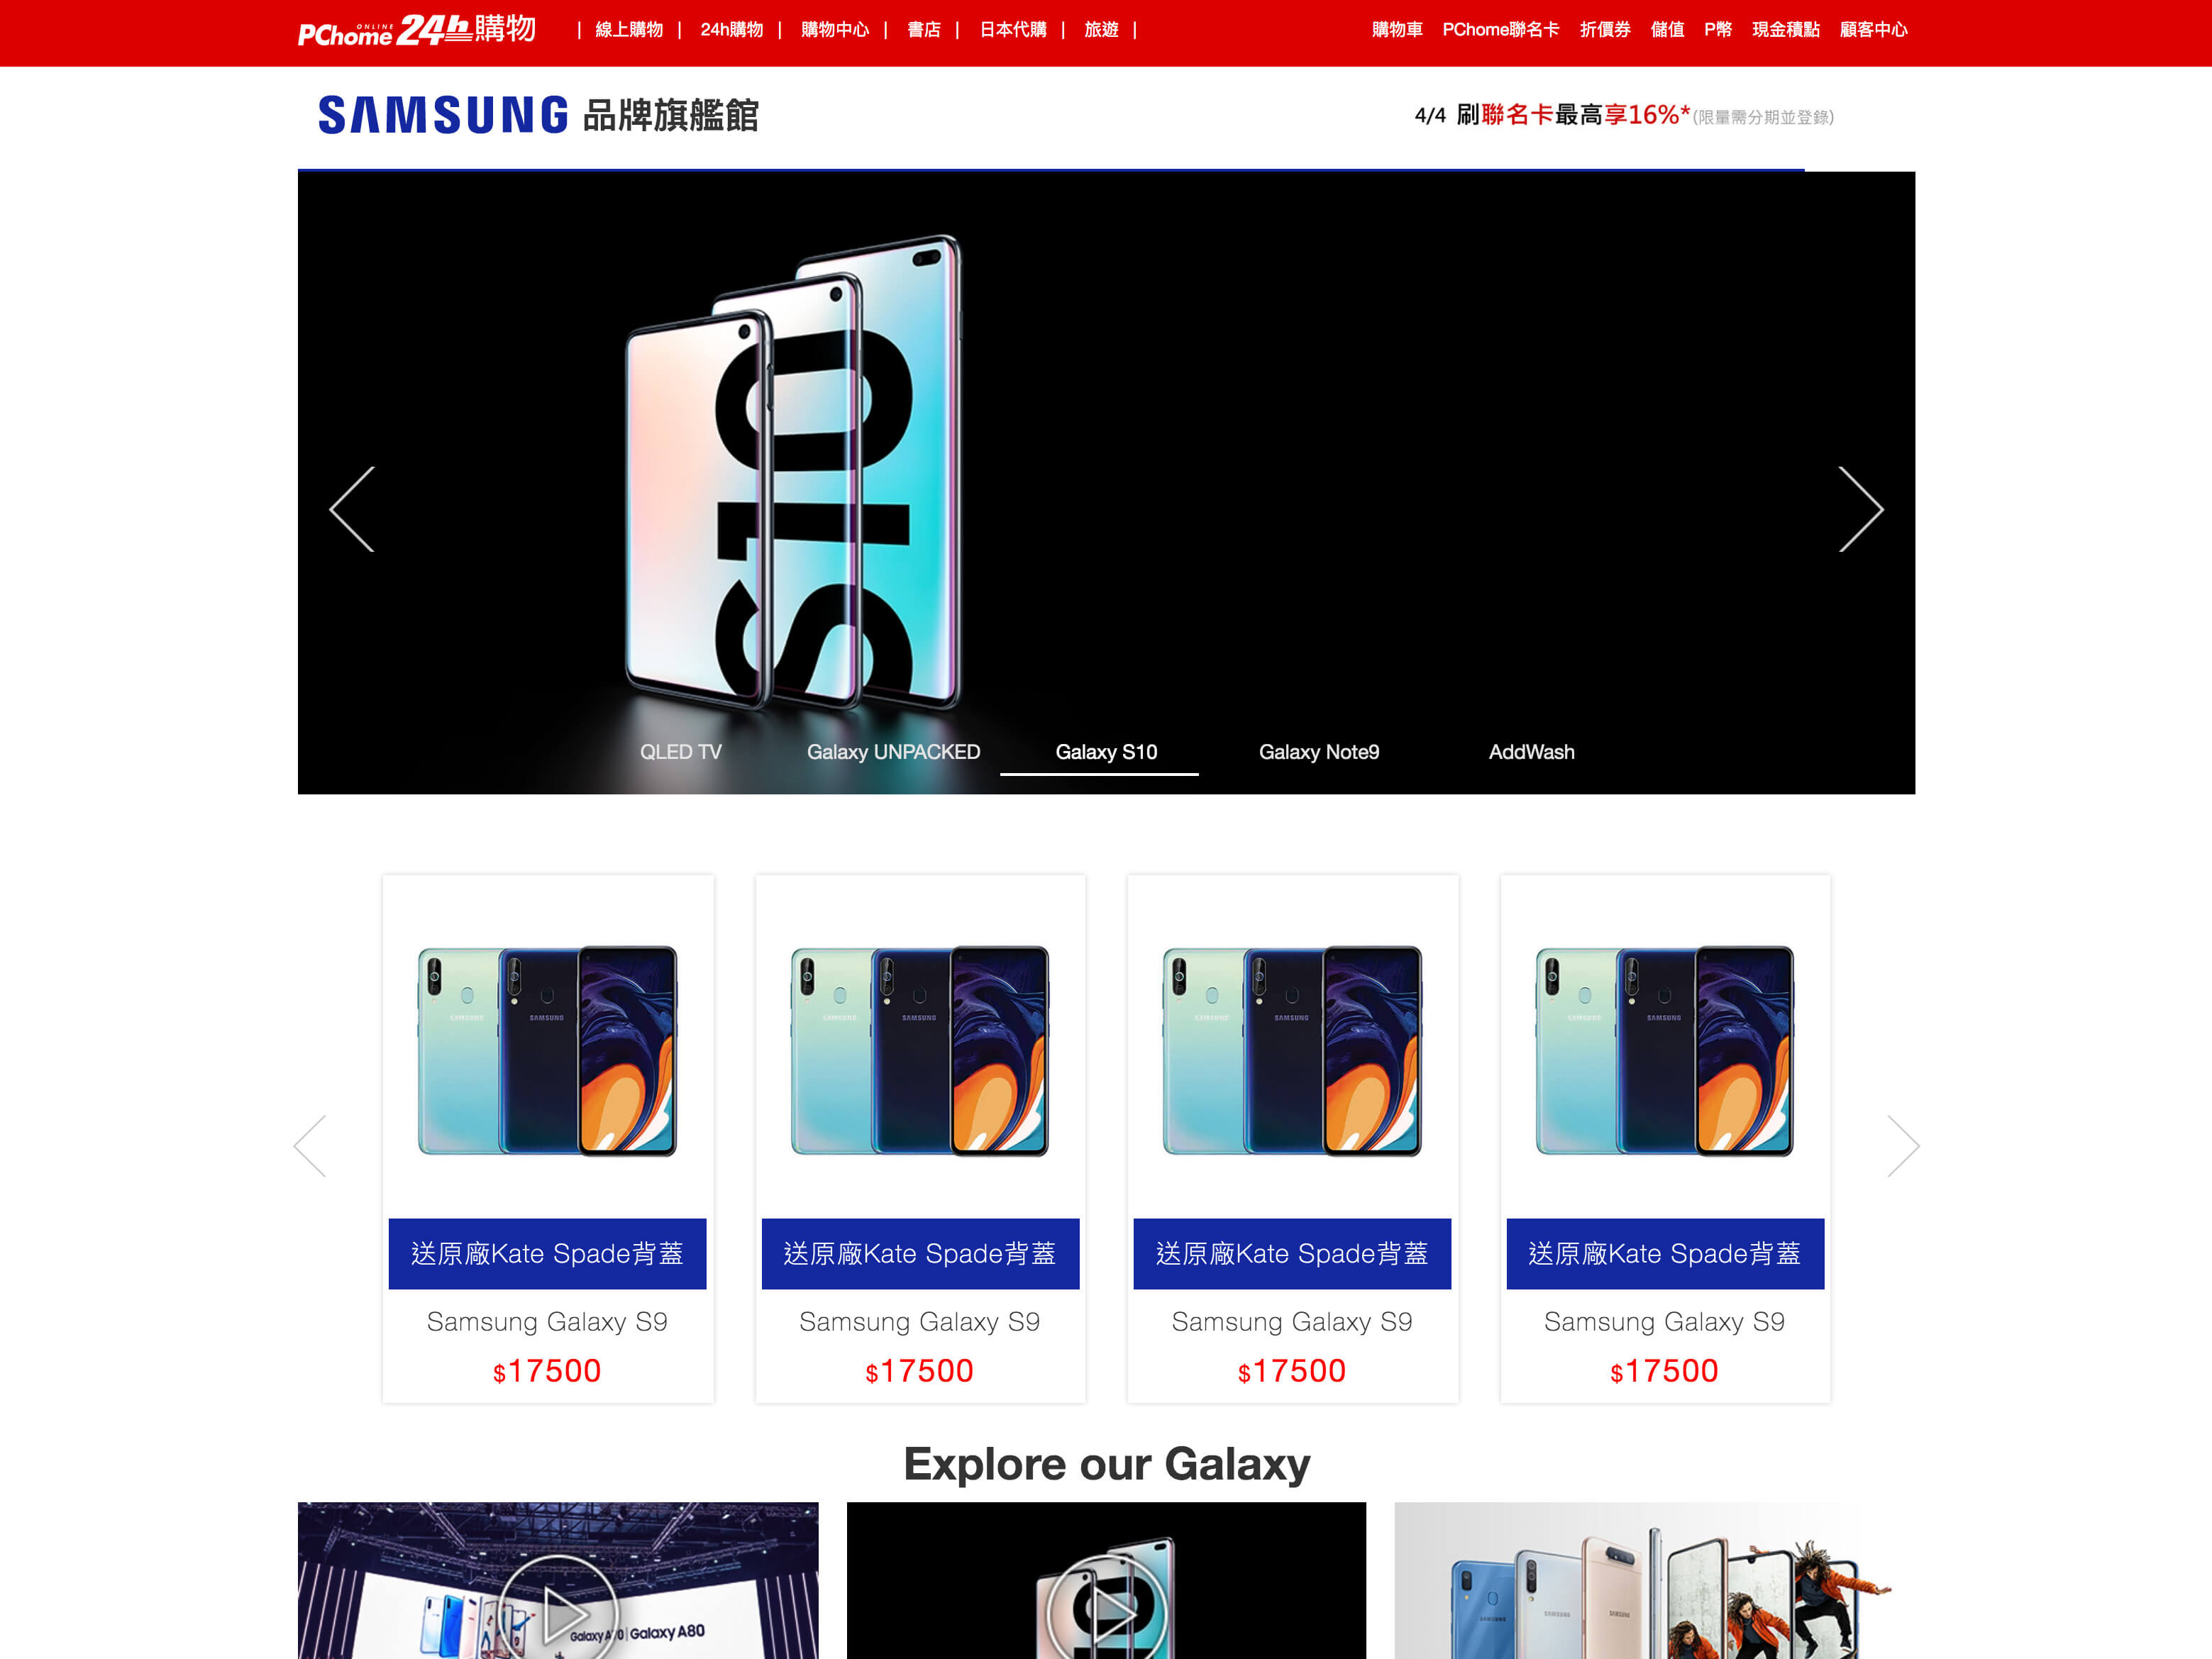 PChome ONLINE 24h購物 | 線上購物 | 24h購物 | 購物中心 | 書店 | 日本代購 | 旅遊 | 購物車 PChome聯名卡 折價券 儲值 P幣 現金積點 顧客中心
SAMSUNG 品牌旗艦館 4/4 刷聯名卡最高享16%*(限量需分期並登錄)
S10
QLED TV Galaxy UNPACKED Galaxy S10 Galaxy Note9 AddWash
SAMSUNG SAMSUNG SAMSUNG SAMSUNG SAMSUNG SAMSUNG SAMSUNG SAMSUNG
送原廠Kate Spade背蓋 送原廠Kate Spade背蓋 送原廠Kate Spade背蓋 送原廠Kate Spade背蓋
Samsung Galaxy S9 Samsung Galaxy S9 Samsung Galaxy S9 Samsung Galaxy S9
$17500 $17500 $17500 $17500
Explore our Galaxy
Galaxy A70 | Galaxy A80
SAMSUNG SAMSUNG SAMSUNG